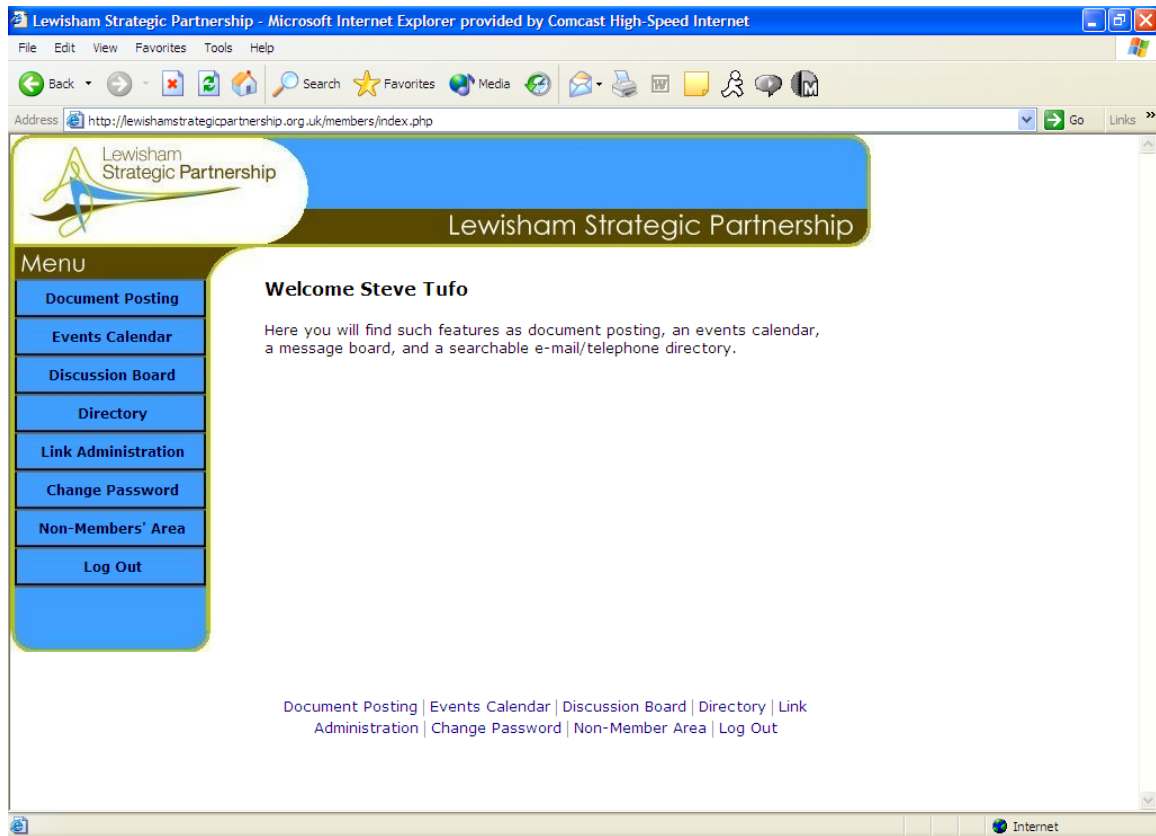 Lewisham Strategic Partnership - Microsoft Internet Explorer provided by Comcast High-Speed Internet
File Edit View Favorites Tools Help
Back Search Favorites Media
Address http://lewishamstrategicpartnership.org.uk/members/index.php Go Links »
Lewisham
Strategic Partnership
Lewisham Strategic Partnership
Menu
Document Posting
Events Calendar
Discussion Board
Directory
Link Administration
Change Password
Non-Members' Area
Log Out
Welcome Steve Tufo
Here you will find such features as document posting, an events calendar,
a message board, and a searchable e-mail/telephone directory.
Document Posting | Events Calendar | Discussion Board | Directory | Link
Administration | Change Password | Non-Member Area | Log Out
Internet